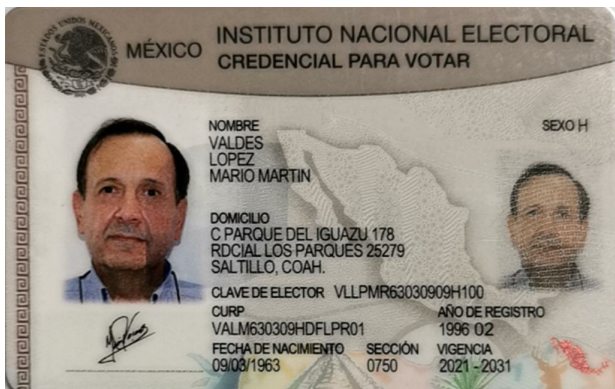 ESTADOS UNIDOS MEXICANOS
MÉXICO
INSTITUTO NACIONAL ELECTORAL
CREDENCIAL PARA VOTAR
NOMBRE
SEXO H
VALDES
LOPEZ
MARIO MARTIN
DOMICILIO
C PARQUE DEL IGUAZU 178
RDCIAL LOS PARQUES 25279
SALTILLO, COAH.
CLAVE DE ELECTOR VLLPMR63030909H100
CURP
AÑO DE REGISTRO
VALM630309HDFLPR01
1996 02
FECHA DE NACIMIENTO SECCIÓN VIGENCIA
09/03/1963 0750 2021 - 2031